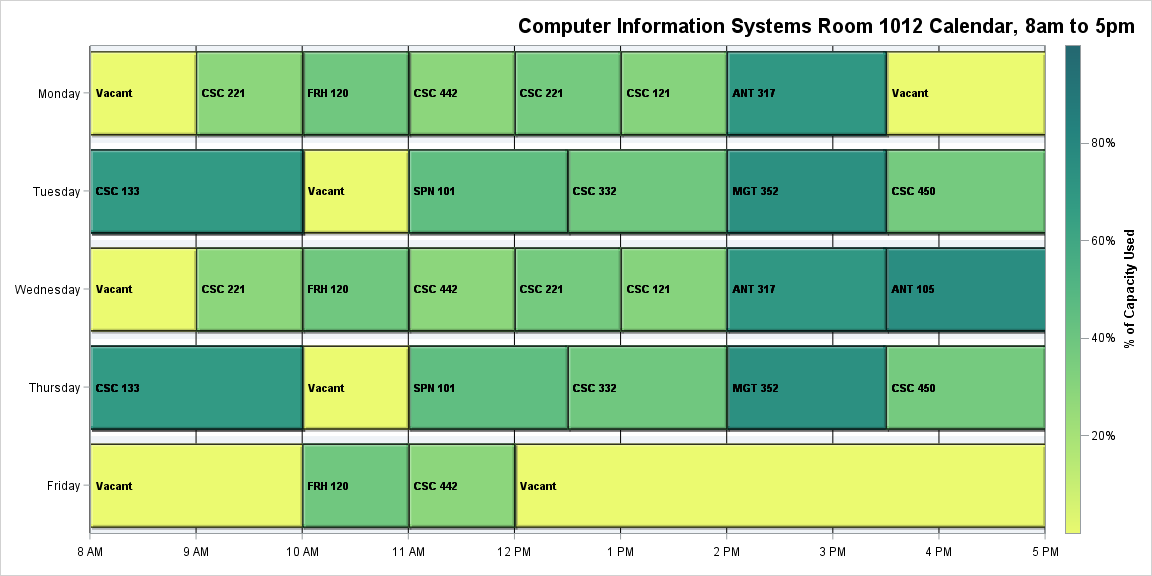 Computer Information Systems Room 1012 Calendar, 8am to 5pm
Monday
Vacant
CSC 221
FRH 120
CSC 442
CSC 221
CSC 121
ANT 317
Vacant
Tuesday
CSC 133
Vacant
SPN 101
CSC 332
MGT 352
CSC 450
Wednesday
Vacant
CSC 221
FRH 120
CSC 442
CSC 221
CSC 121
ANT 317
ANT 105
Thursday
CSC 133
Vacant
SPN 101
CSC 332
MGT 352
CSC 450
Friday
Vacant
FRH 120
CSC 442
Vacant
8 AM
9 AM
10 AM
11 AM
12 PM
1 PM
2 PM
3 PM
4 PM
5 PM
80%
60%
40%
20%
% of Capacity Used